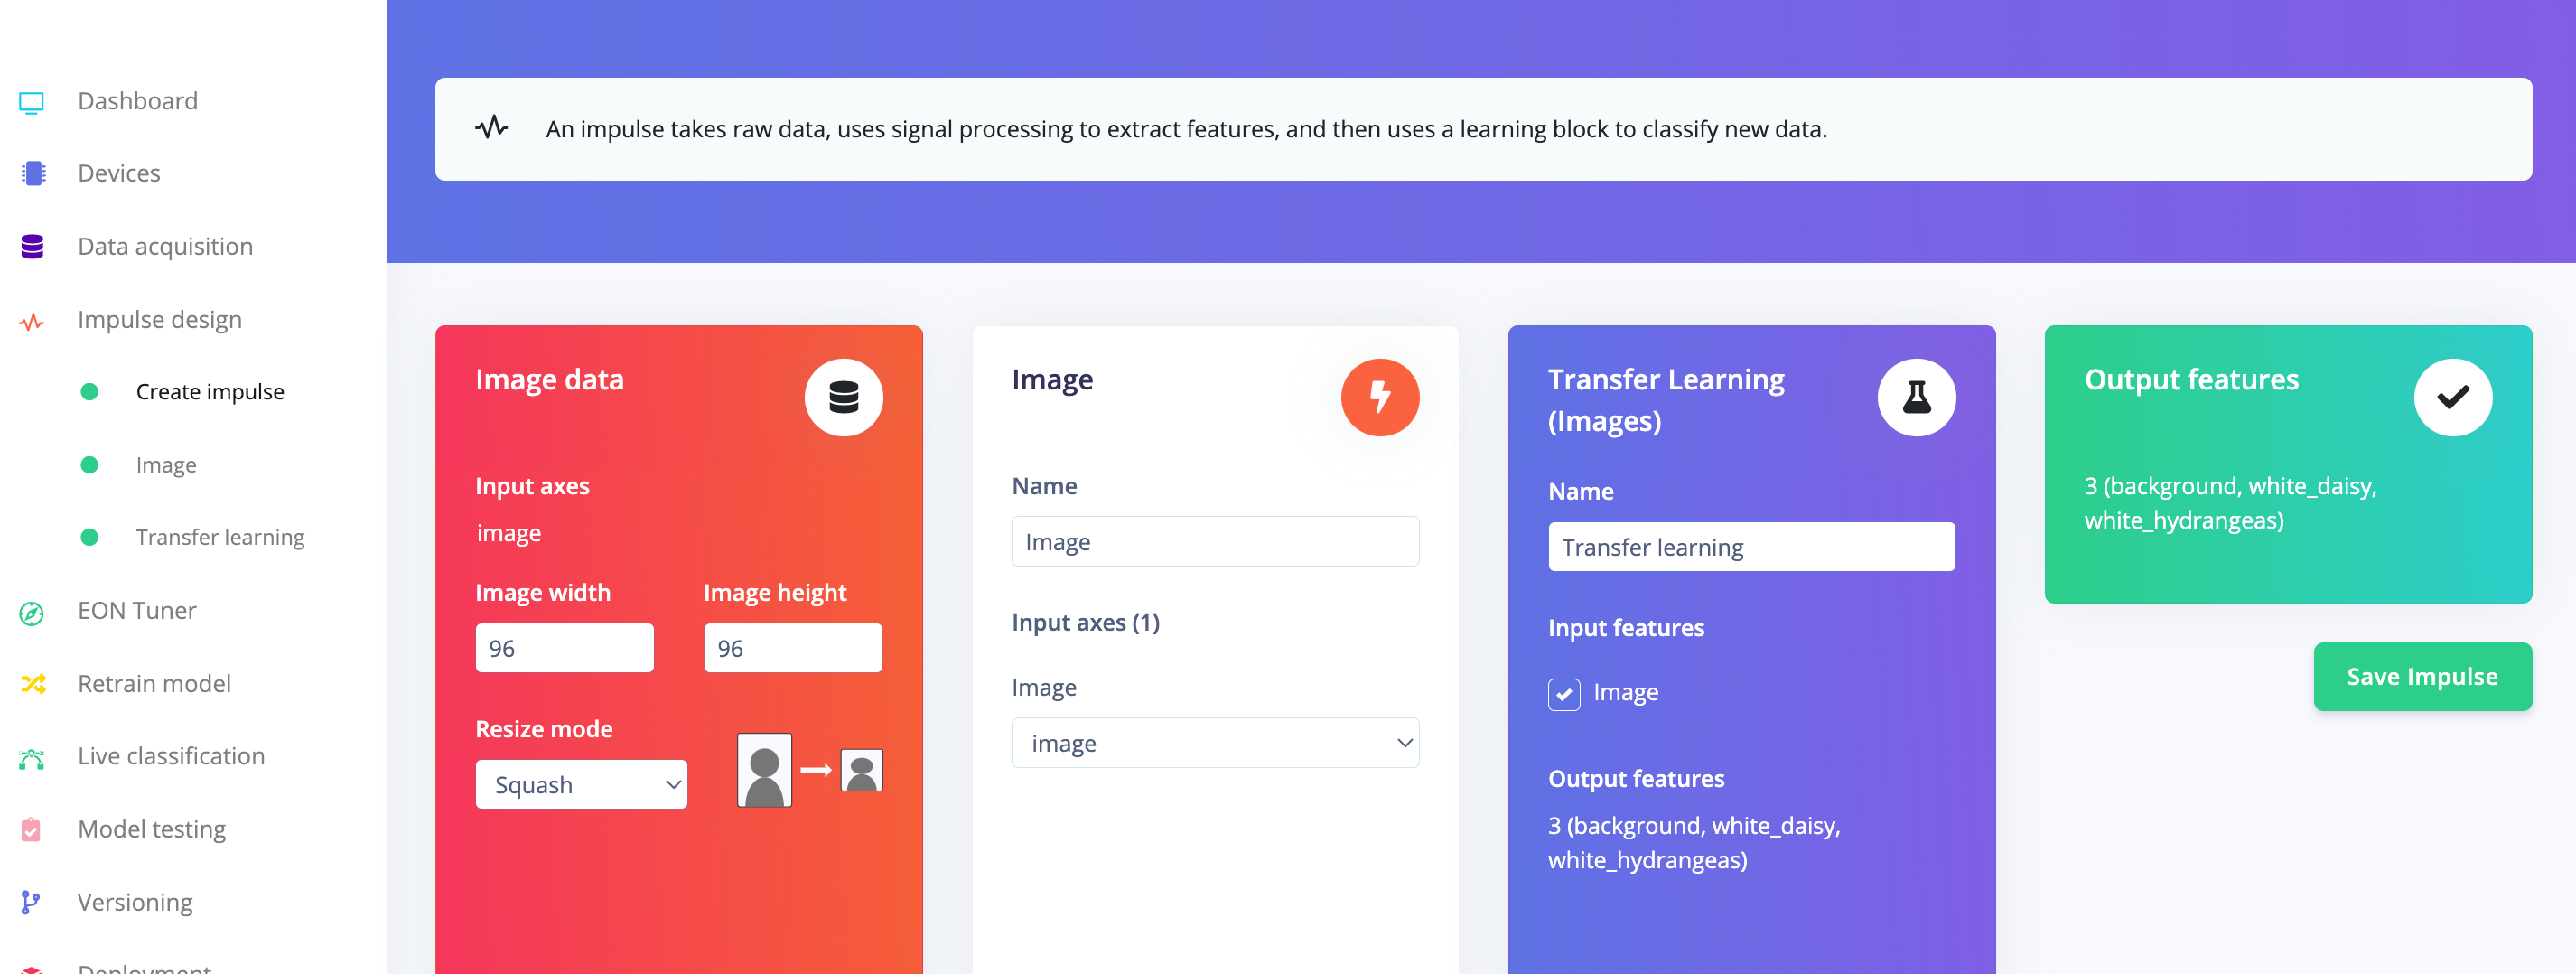 Dashboard
Devices
Data acquisition
Impulse design
Create impulse
Image
Transfer learning
EON Tuner
Retrain model
Live classification
Model testing
Versioning
Deployment
An impulse takes raw data, uses signal processing to extract features, and then uses a learning block to classify new data.
Image data
Input axes
image
Image width
Image height
96
96
Resize mode
Squash
Image
Name
Image
Input axes (1)
Image
image
Transfer Learning
(Images)
Name
Transfer learning
Input features
Image
Output features
3 (background, white_daisy,
white_hydrangeas)
Output features
3 (background, white_daisy,
white_hydrangeas)
Save Impulse